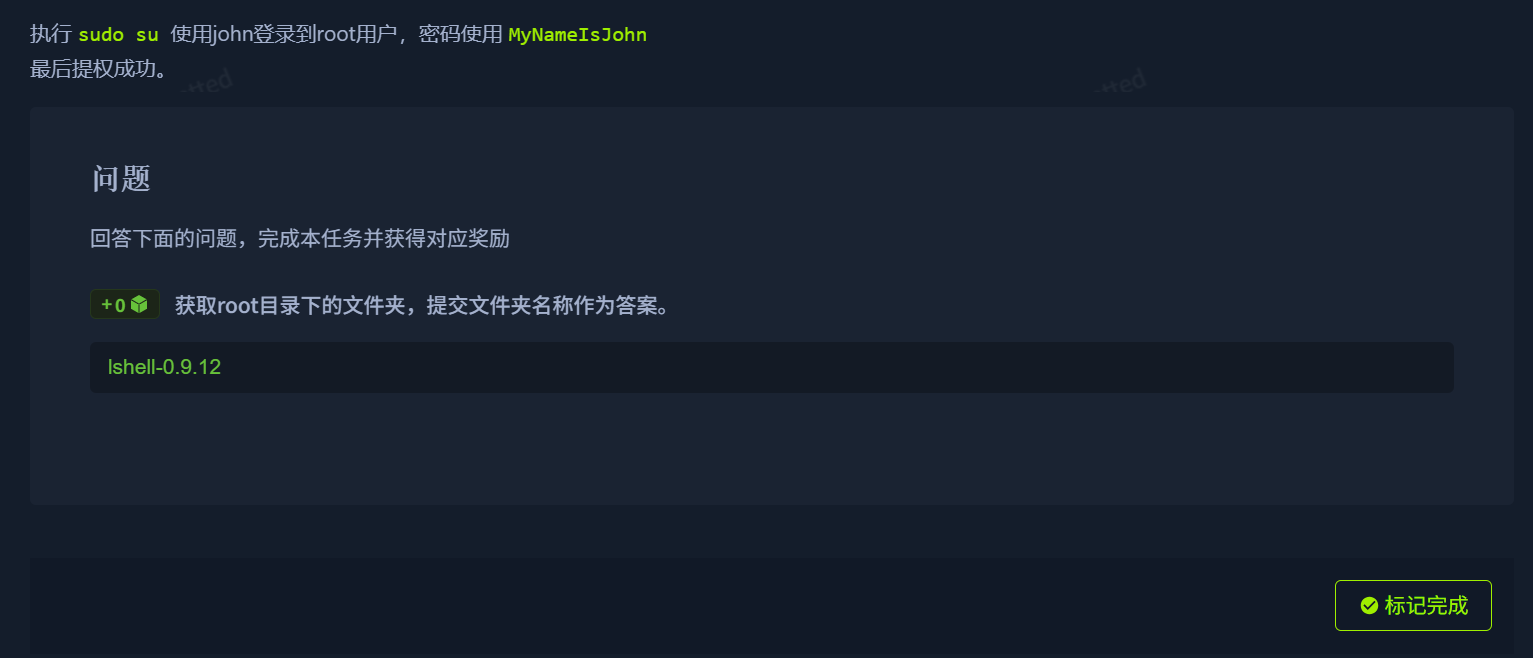 执行 sudo su 使用john登录到root用户，密码使用 MyNameIsJohn
最后提权成功。
问题
回答下面的问题，完成本任务并获得对应奖励
+0 获取root目录下的文件夹，提交文件夹名称作为答案。
lshell-0.9.12
标记完成